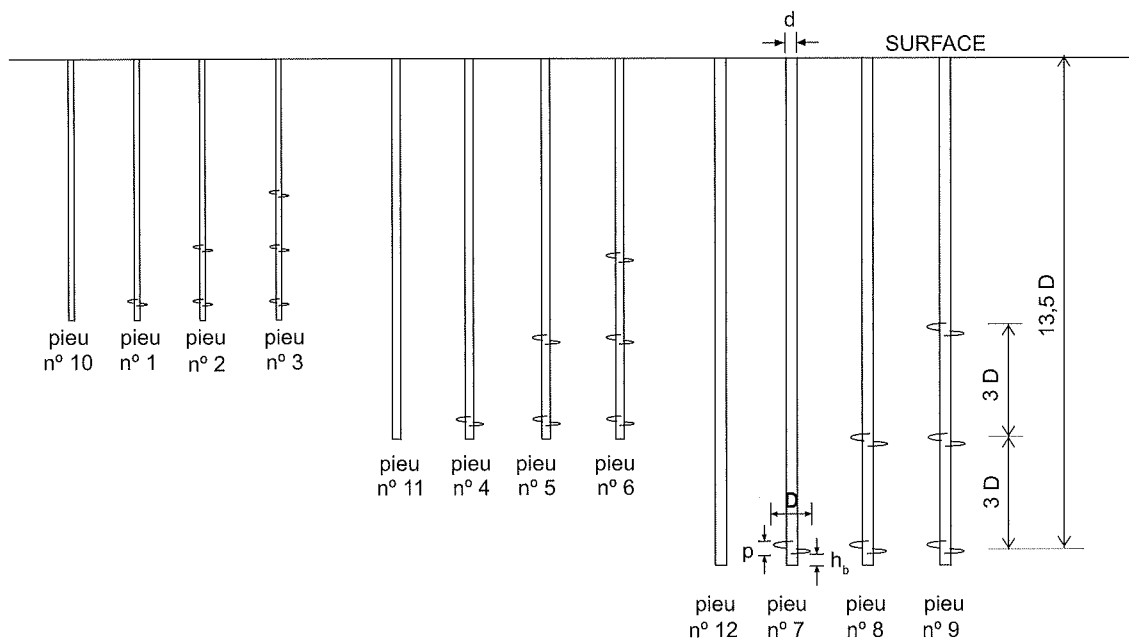 d
SURFACE
pieu
nº 10
pieu
nº 1
pieu
nº 2
pieu
nº 3
13,5 D
3 D
pieu
nº 11
pieu
nº 4
pieu
nº 5
pieu
nº 6
3 D
D
p
h_b
pieu
nº 12
pieu
nº 7
pieu
nº 8
pieu
nº 9